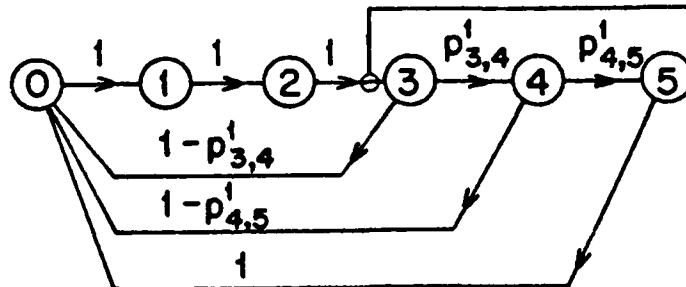 1 1 1 p¹₃,₄ p¹₄,₅
0 1 2 3 4 5
1 - p¹₃,₄
1 - p¹₄,₅
1